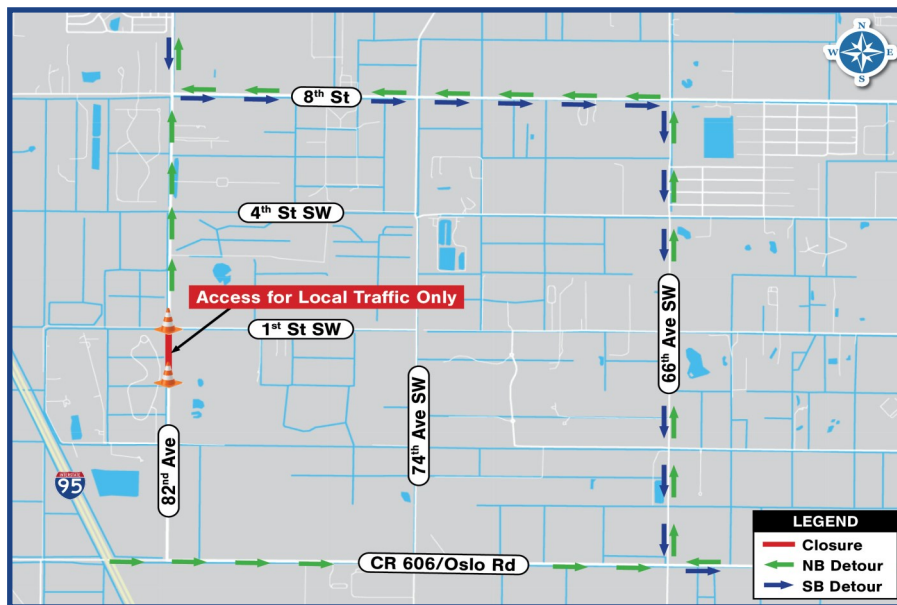 N
W E
S
8th St
4th St SW
Access for Local Traffic Only
1st St SW
66th Ave SW
74th Ave SW
82nd Ave
95
CR 606/Oslo Rd
LEGEND
Closure
NB Detour
SB Detour